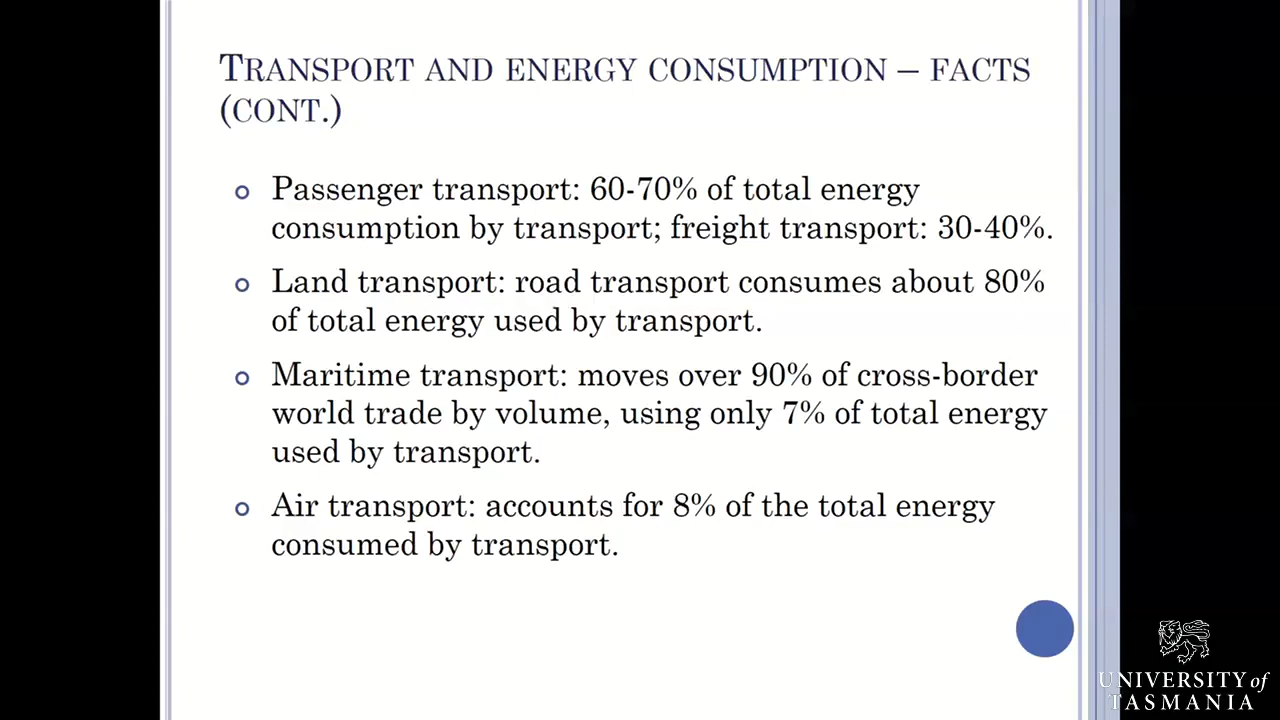 TRANSPORT AND ENERGY CONSUMPTION – FACTS
(CONT.)
Passenger transport: 60-70% of total energy
consumption by transport; freight transport: 30-40%.
Land transport: road transport consumes about 80%
of total energy used by transport.
Maritime transport: moves over 90% of cross-border
world trade by volume, using only 7% of total energy
used by transport.
Air transport: accounts for 8% of the total energy
consumed by transport.
UNIVERSITY of
TASMANIA